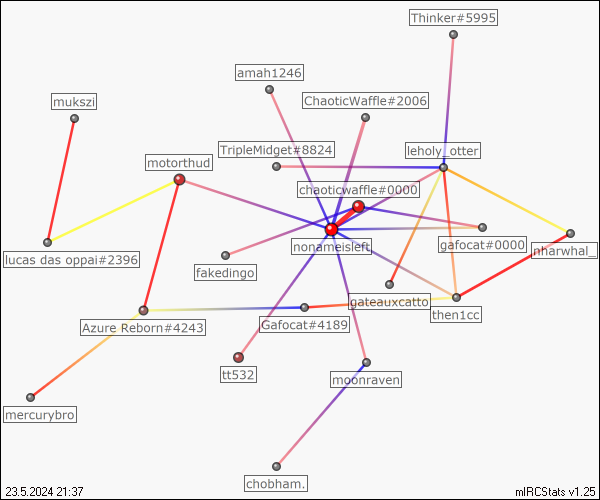 Thinker#5995
amah1246
mukszi
ChaoticWaffle#2006
TripleMidget#8824
leholy_otter
motorthud
chaoticwaffle#0000
nonameisleft
gafocat#0000
nharwhal_
lucas das oppai#2396
fakedingo
gateauxcatto
then1cc
Azure Reborn#4243
Gafocat#4189
tt532
moonraven
mercurybro
chobham.
23.5.2024 21:37
mIRCStats v1.25